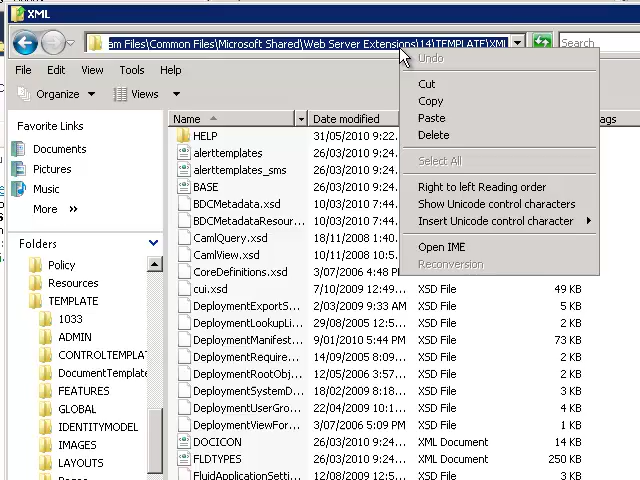 XML
am Files\Common Files\Microsoft Shared\Web Server Extensions\14\TEMPLATE\XML
Search
File Edit View Tools Help
Organize Views
Undo
Cut
Copy
Paste
Delete
Select All
Right to left Reading order
Show Unicode control characters
Insert Unicode control character
Open IME
Reconversion
Favorite Links
Documents
Pictures
Music
More »
Folders
Policy
Resources
TEMPLATE
1033
ADMIN
CONTROLTEMPLA
DocumentTemplate
FEATURES
GLOBAL
IDENTITYMODEL
IMAGES
LAYOUTS
Name Date modified ags
HELP 31/05/2010 9:22...
alerttemplates 26/03/2010 9:24...
alerttemplates_sms 26/03/2010 9:24...
BASE 26/03/2010 9:24...
BDCMetadata.xsd 10/03/2010 7:44...
BDCMetadataResour... 10/03/2010 7:44...
CamlQuery.xsd 18/11/2008 1:40...
CamlView.xsd 10/11/2008 10:5...
CoreDefinitions.xsd 3/07/2006 4:48 P
cui.xsd 7/10/2009 12:49... XSD File 49 KB
DeploymentExportS... 2/03/2009 9:33 AM XSD File 5 KB
DeploymentLookupLi... 29/08/2005 12:5... XSD File 2 KB
DeploymentManifest... 9/01/2010 5:44 PM XSD File 73 KB
DeploymentRequire... 14/09/2005 8:09... XSD File 2 KB
DeploymentRootObj... 12/05/2006 3:57... XSD File 2 KB
DeploymentSystemD... 18/02/2009 8:18... XSD File 3 KB
DeploymentUserGro... 22/04/2009 10:1... XSD File 4 KB
DeploymentViewFor... 3/07/2006 5:09 PM XSD File 1 KB
DOCICON 26/03/2010 9:24... XML Document 14 KB
FLDTYPES 26/03/2010 9:24... XML Document 250 KB
FluidApplicationSetti... 12/08/2009 12:5... XSD File 3 KB